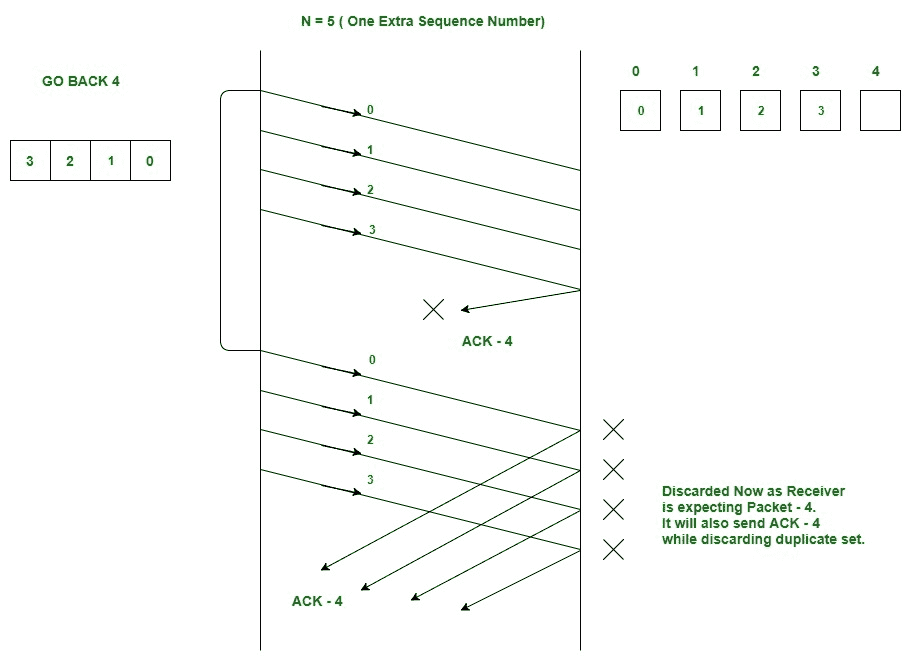 N = 5 ( One Extra Sequence Number)
GO BACK 4
0 1 2 3 4
0 1 2 3
3 2 1 0
0
1
2
3
ACK - 4
0
1
2
3
Discarded Now as Receiver
is expecting Packet - 4.
It will also send ACK - 4
while discarding duplicate set.
ACK - 4